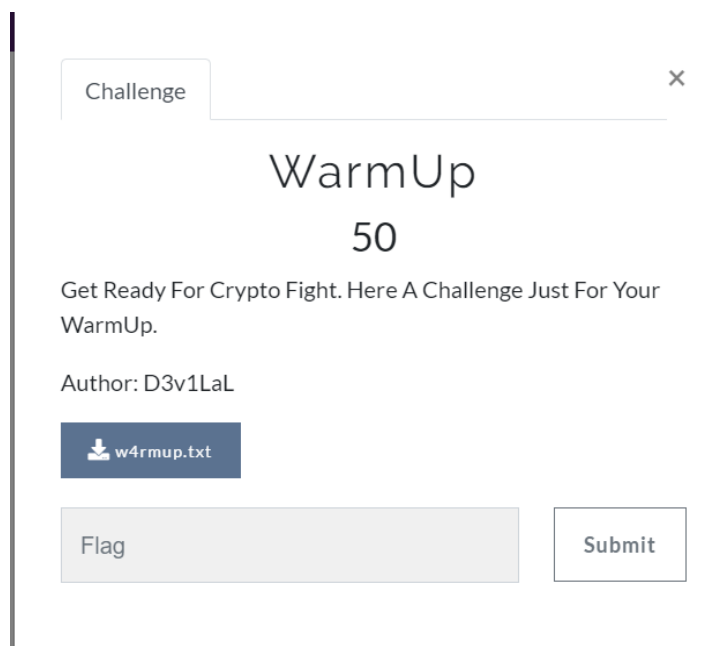 Challenge
×
WarmUp
50
Get Ready For Crypto Fight. Here A Challenge Just For Your
WarmUp.
Author: D3v1LaL
w4rmup.txt
Flag
Submit